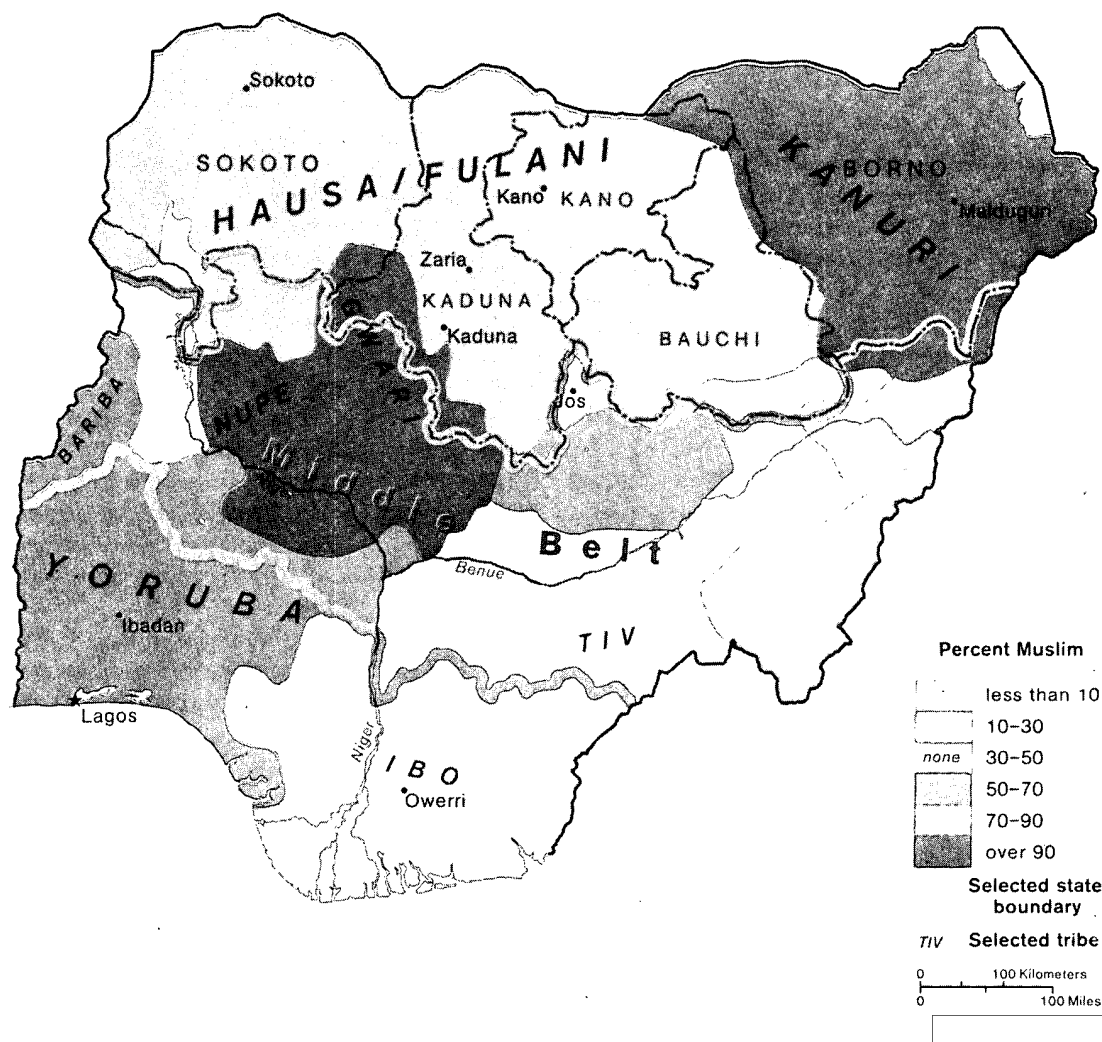 Sokoto
SOKOTO
HAUSA/FULANI
Kano
KANO
KANURI
BORNO
Maiduguri
Zaria
KADUNA
Kaduna
GWARI
BAUCHI
Jos
BARIBA
NUPE
Middle
Belt
Benue
YORUBA
Ibadan
Lagos
TIV
Niger
IBO
Owerri
Percent Muslim
less than 10
10-30
none 30-50
50-70
70-90
over 90
Selected state
boundary
TIV Selected tribe
0 100 Kilometers
0 100 Miles